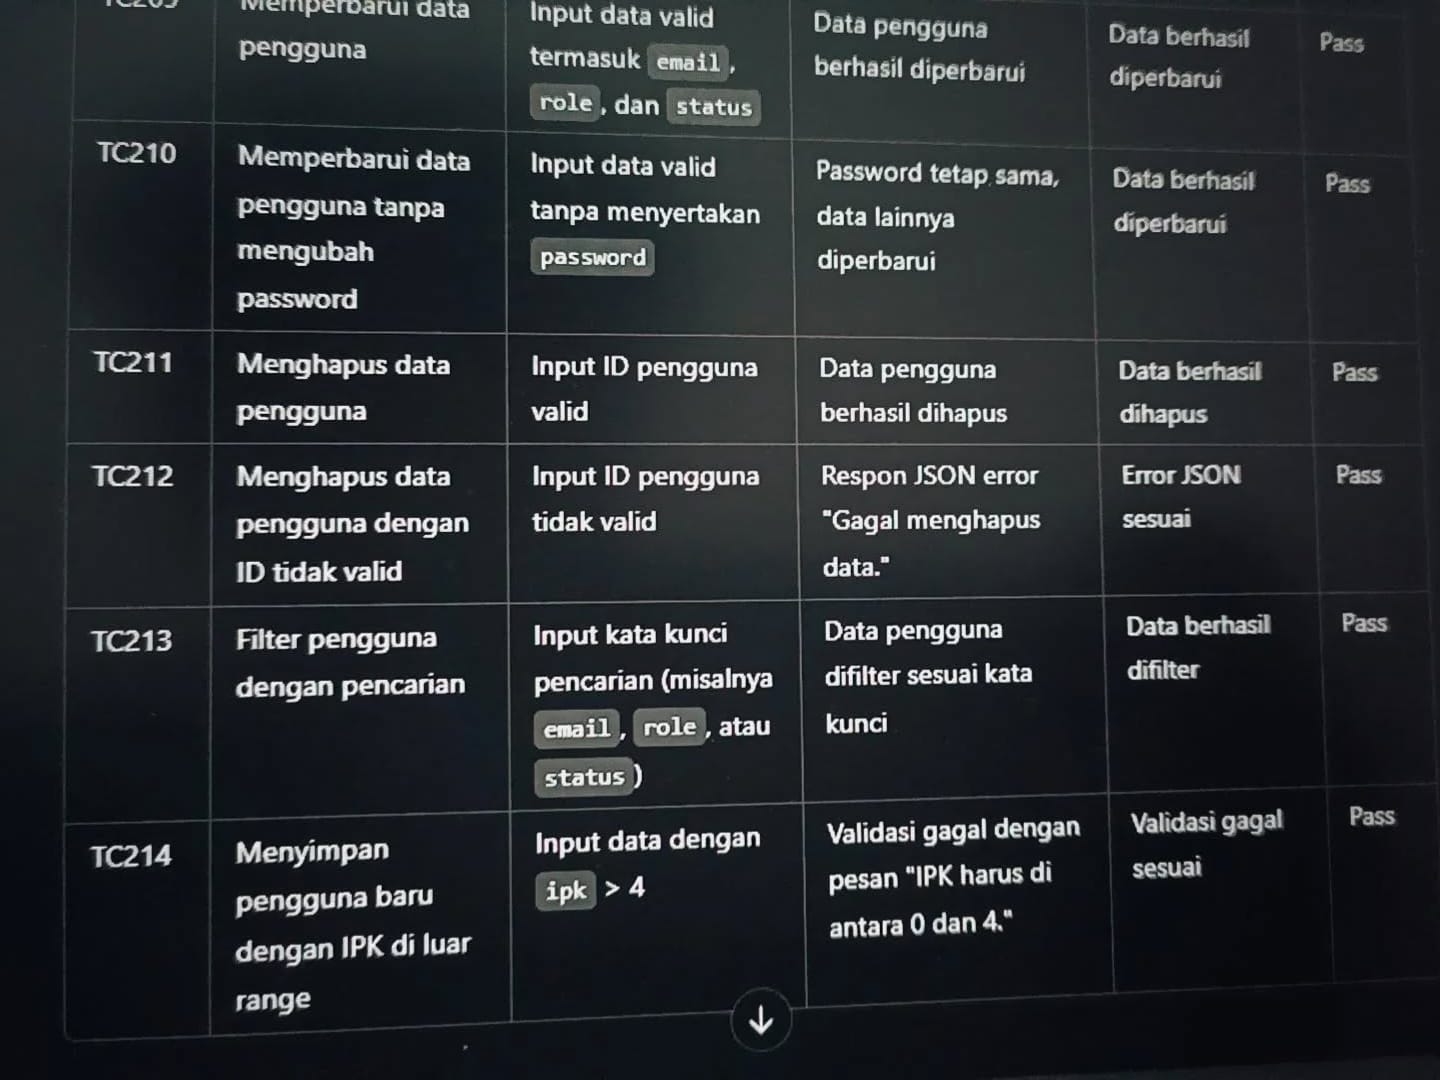 Memperbarui data
pengguna
Input data valid
termasuk email,
role, dan status
Data pengguna
berhasil diperbarui
Data berhasil
diperbarui
Pass
TC210
Memperbarui data
pengguna tanpa
mengubah
password
Input data valid
tanpa menyertakan
password
Password tetap sama,
data lainnya
diperbarui
Data berhasil
diperbarui
Pass
TC211
Menghapus data
pengguna
Input ID pengguna
valid
Data pengguna
berhasil dihapus
Data berhasil
dihapus
Pass
TC212
Menghapus data
pengguna dengan
ID tidak valid
Input ID pengguna
tidak valid
Respon JSON error
"Gagal menghapus
data."
Error JSON
sesuai
Pass
TC213
Filter pengguna
dengan pencarian
Input kata kunci
pencarian (misalnya
email, role, atau
status)
Data pengguna
difilter sesuai kata
kunci
Data berhasil
difilter
Pass
TC214
Menyimpan
pengguna baru
dengan IPK di luar
range
Input data dengan
ipk > 4
Validasi gagal dengan
pesan "IPK harus di
antara 0 dan 4."
Validasi gagal
sesuai
Pass